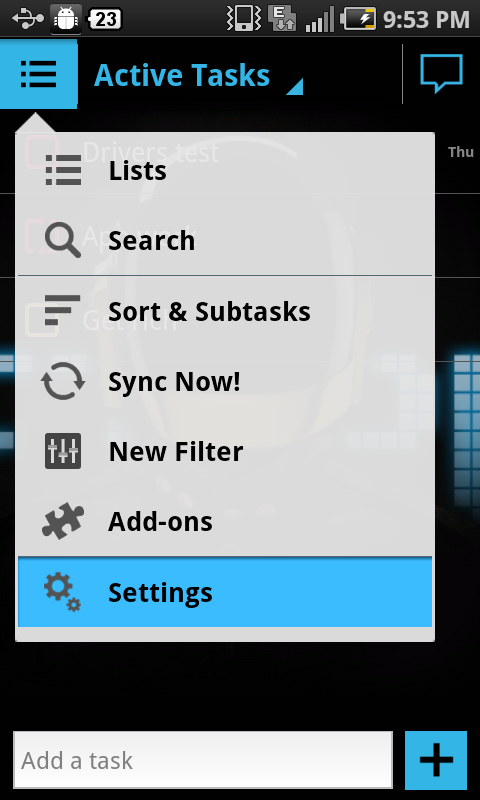 23 E 9:53 PM
Active Tasks
Drivers test Thu
Lists
Search
Get rich
Sort & Subtasks
Sync Now!
New Filter
Add-ons
Settings
Add a task